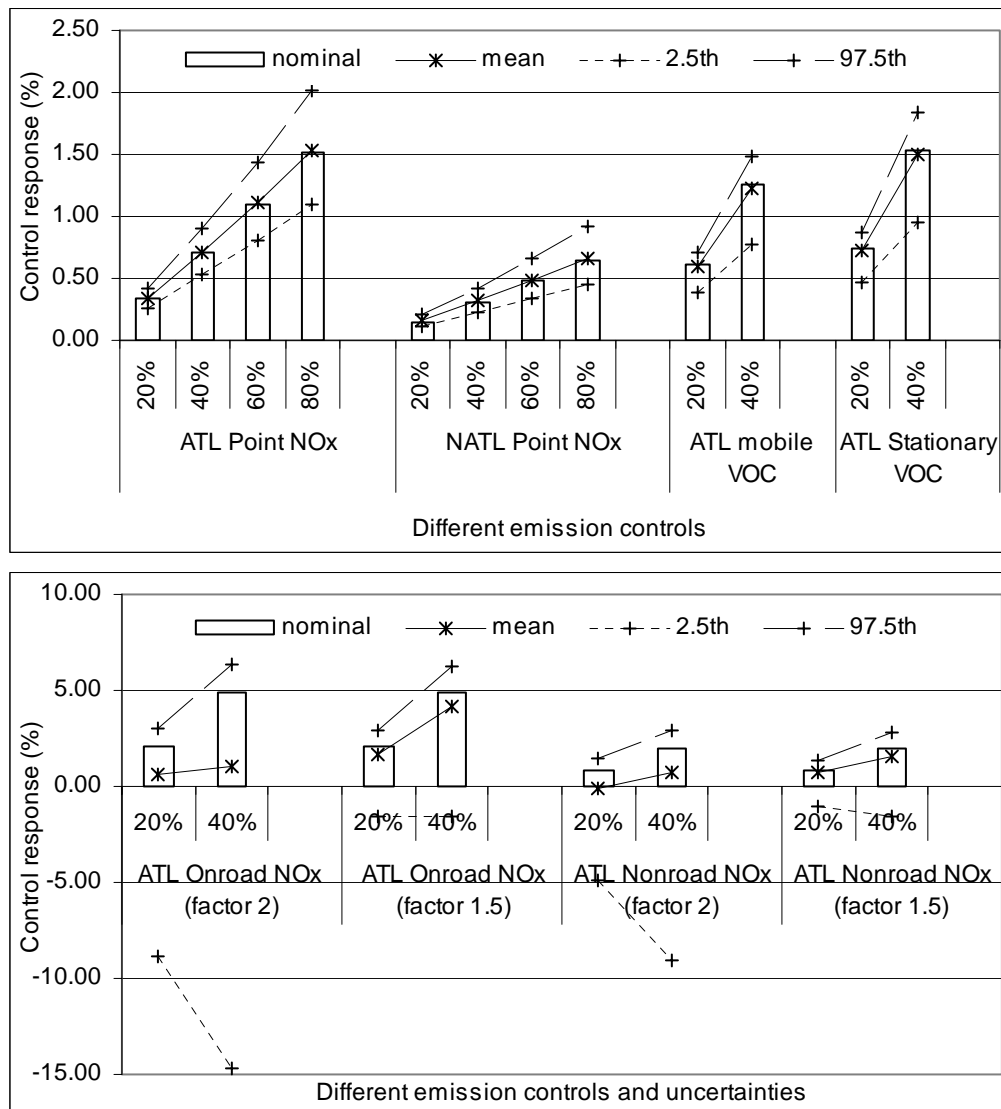 2.50
nominal mean 2.5th 97.5th
2.00
1.50
1.00
0.50
0.00
Control response (%)
20% 40% 60% 80% 20% 40% 60% 80% 20% 40% 20% 40%
ATL Point NOx NATL Point NOx ATL mobile VOC ATL Stationary VOC
Different emission controls
10.00
nominal mean 2.5th 97.5th
5.00
0.00
-5.00
-10.00
-15.00
Control response (%)
20% 40% 20% 40% 20% 40% 20% 40%
ATL Onroad NOx ATL Onroad NOx ATL Nonroad NOx ATL Nonroad NOx
(factor 2) (factor 1.5) (factor 2) (factor 1.5)
Different emission controls and uncertainties